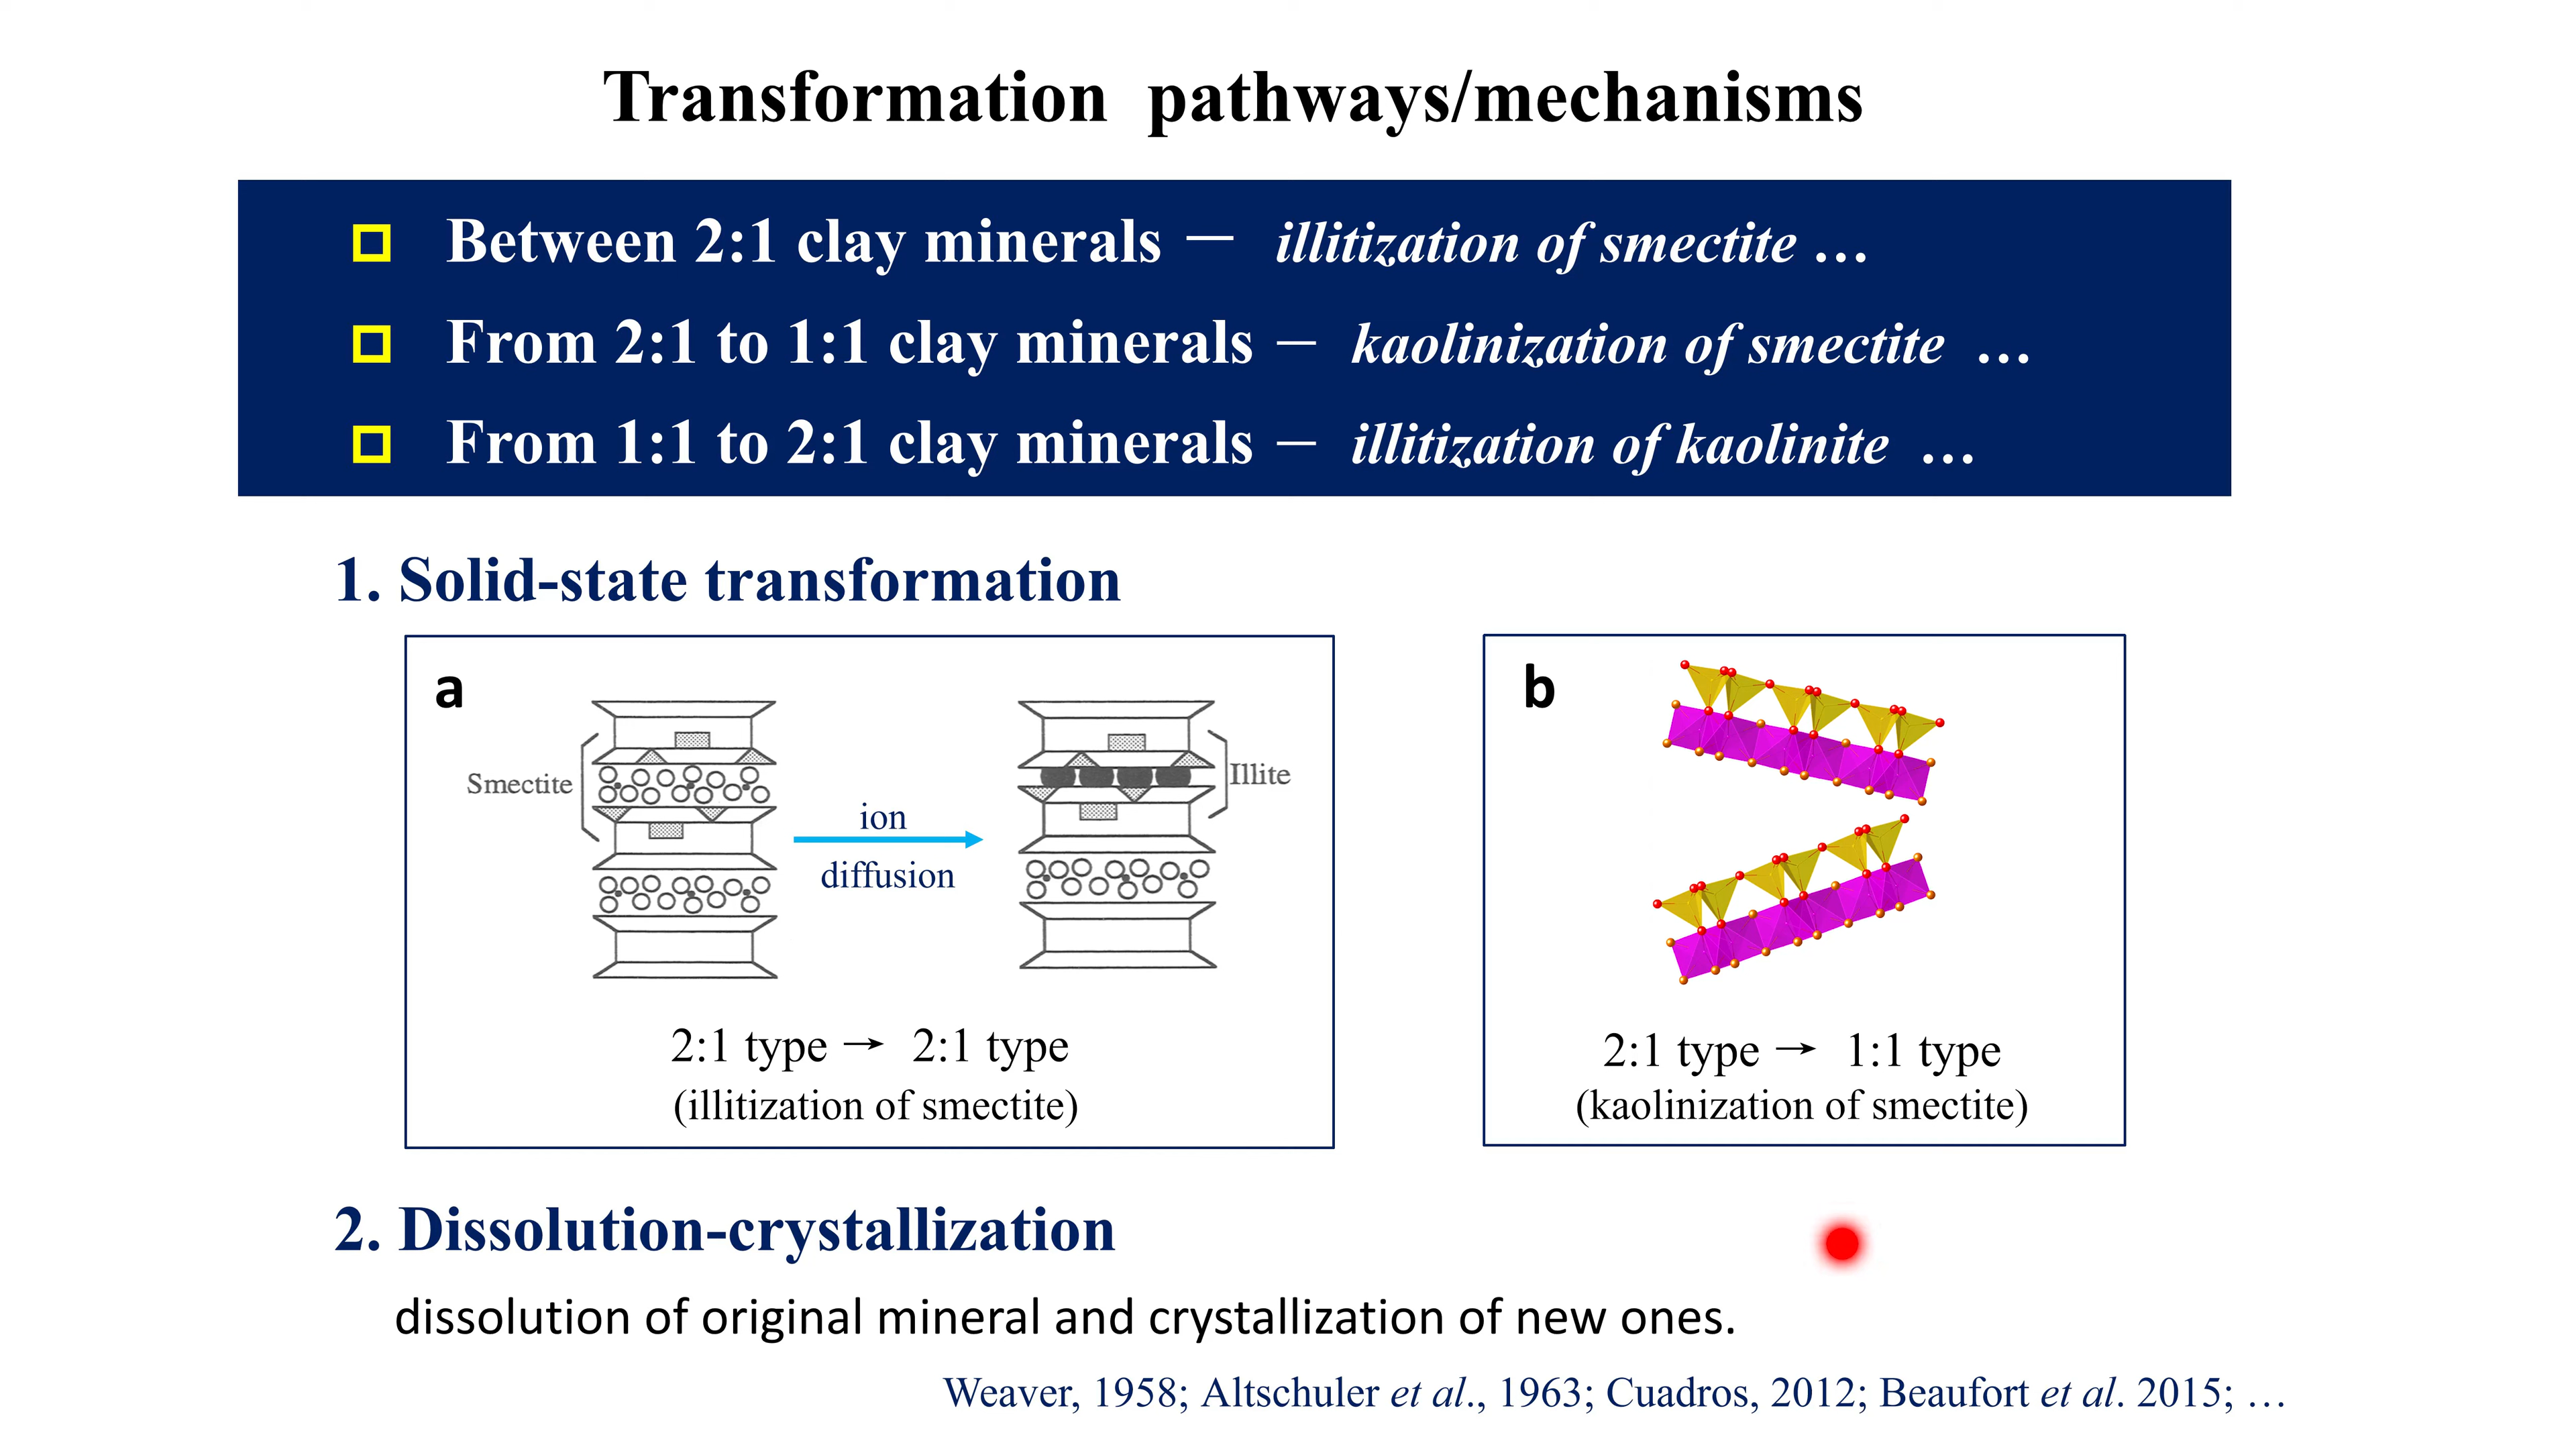 Transformation pathways/mechanisms
Between 2:1 clay minerals — illitization of smectite …
From 2:1 to 1:1 clay minerals — kaolinization of smectite …
From 1:1 to 2:1 clay minerals — illitization of kaolinite …
1. Solid-state transformation
a
Smectite
ion
diffusion
Illite
2:1 type → 2:1 type
(illitization of smectite)
b
2:1 type → 1:1 type
(kaolinization of smectite)
2. Dissolution-crystallization
dissolution of original mineral and crystallization of new ones.
Weaver, 1958; Altschuler et al., 1963; Cuadros, 2012; Beaufort et al. 2015; …